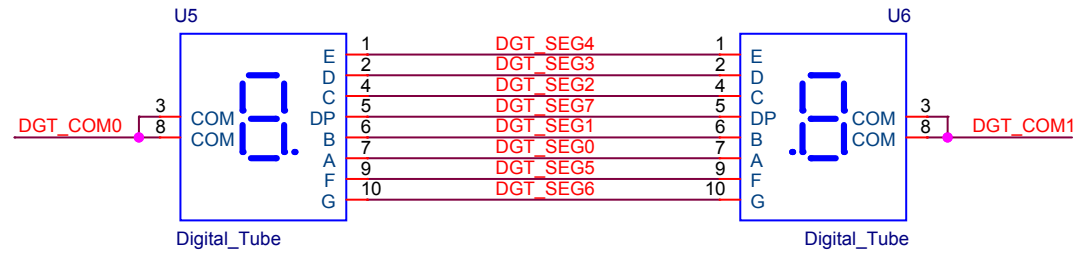 U5 U6
1 DGT_SEG4 1
E E
2 DGT_SEG3 2
D D
4 DGT_SEG2 4
C C
3 COM DP 5 DGT_SEG7 5 DP COM 3
DGT_COM0 8 COM B 6 DGT_SEG1 6 B COM 8 DGT_COM1
7 DGT_SEG0 7
A A
9 DGT_SEG5 9
F F
10 DGT_SEG6 10
G G
Digital_Tube Digital_Tube